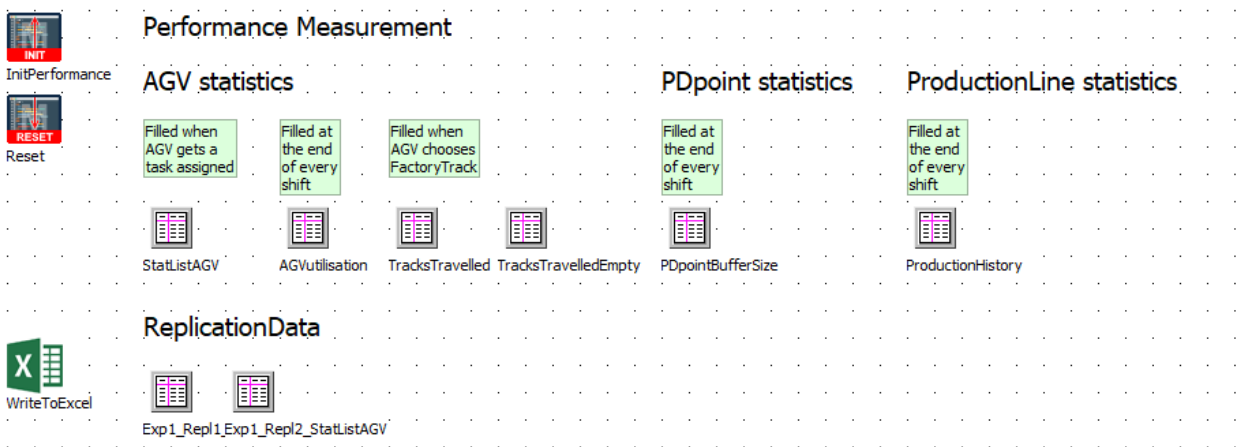 Performance Measurement
INIT
InitPerformance
AGV statistics
PDpoint statistics
ProductionLine statistics
RESET
Reset
Filled when
AGV gets a
task assigned
Filled at
the end
of every
shift
Filled when
AGV chooses
FactoryTrack
Filled at
the end
of every
shift
Filled at
the end
of every
shift
StatListAGV
AGVutilisation
TracksTravelled
TracksTravelledEmpty
PDpointBufferSize
ProductionHistory
ReplicationData
X
WriteToExcel
Exp1_Repl1_Exp1_Repl2_StatListAGV